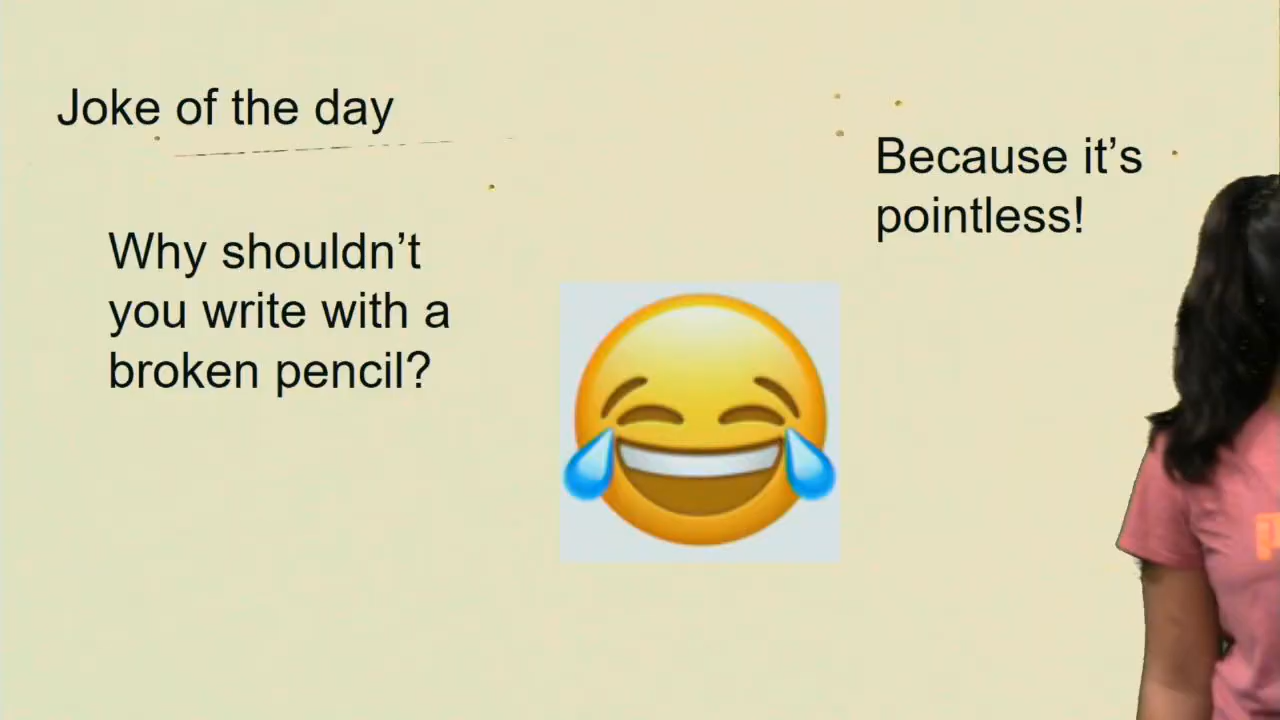 Joke of the day
Why shouldn’t
you write with a
broken pencil?
Because it’s
pointless!